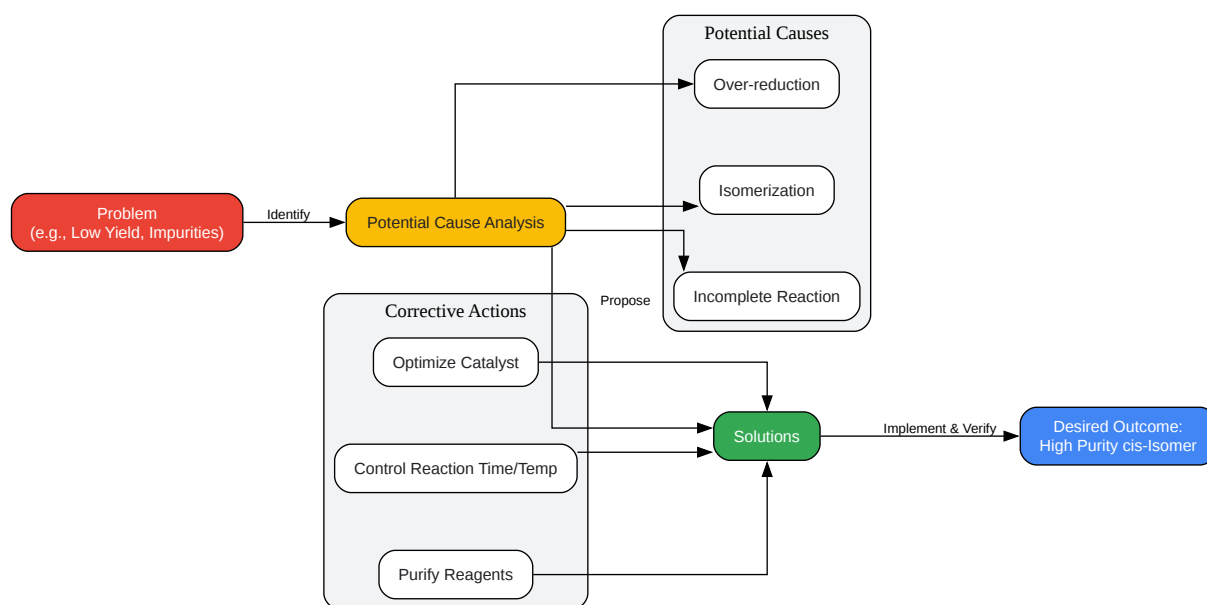 Potential Causes
Over-reduction
Isomerization
Problem
(e.g., Low Yield, Impurities)
Identify
Potential Cause Analysis
Incomplete Reaction
Propose
Corrective Actions
Optimize Catalyst
Solutions
Implement & Verify
Desired Outcome:
High Purity cis-Isomer
Control Reaction Time/Temp
Purify Reagents